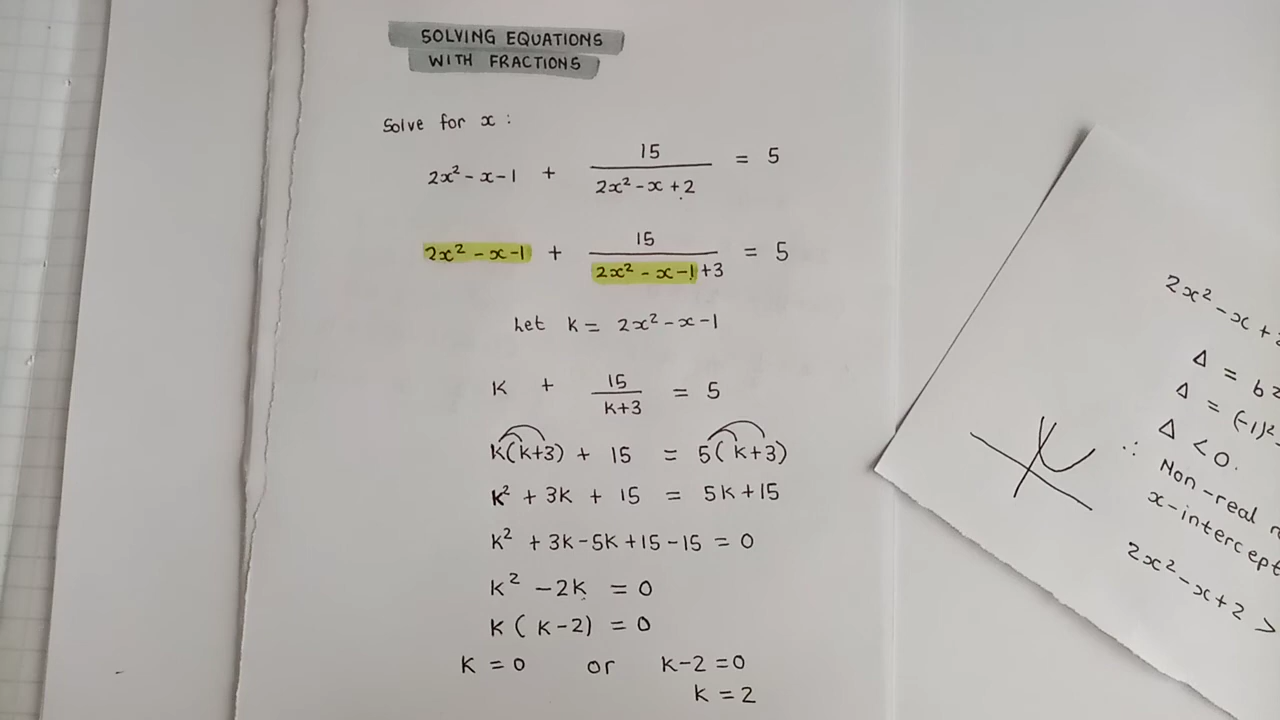 SOLVING EQUATIONS
WITH FRACTIONS
Solve for x :
2x² - x - 1 + 15/(2x² - x + 2) = 5
2x² - x - 1 + 15/(2x² - x - 1 + 3) = 5
Let k = 2x² - x - 1
k + 15/(k+3) = 5
k(k+3) + 15 = 5(k+3)
k² + 3k + 15 = 5k + 15
k² + 3k - 5k + 15 - 15 = 0
k² - 2k = 0
k(k-2) = 0
k = 0 or k-2 = 0
k = 2
2x² - x +
Δ = b²
Δ = (-1)² -
Δ < 0.
∴ Non-real
x-intercept
2x² - x + 2 >